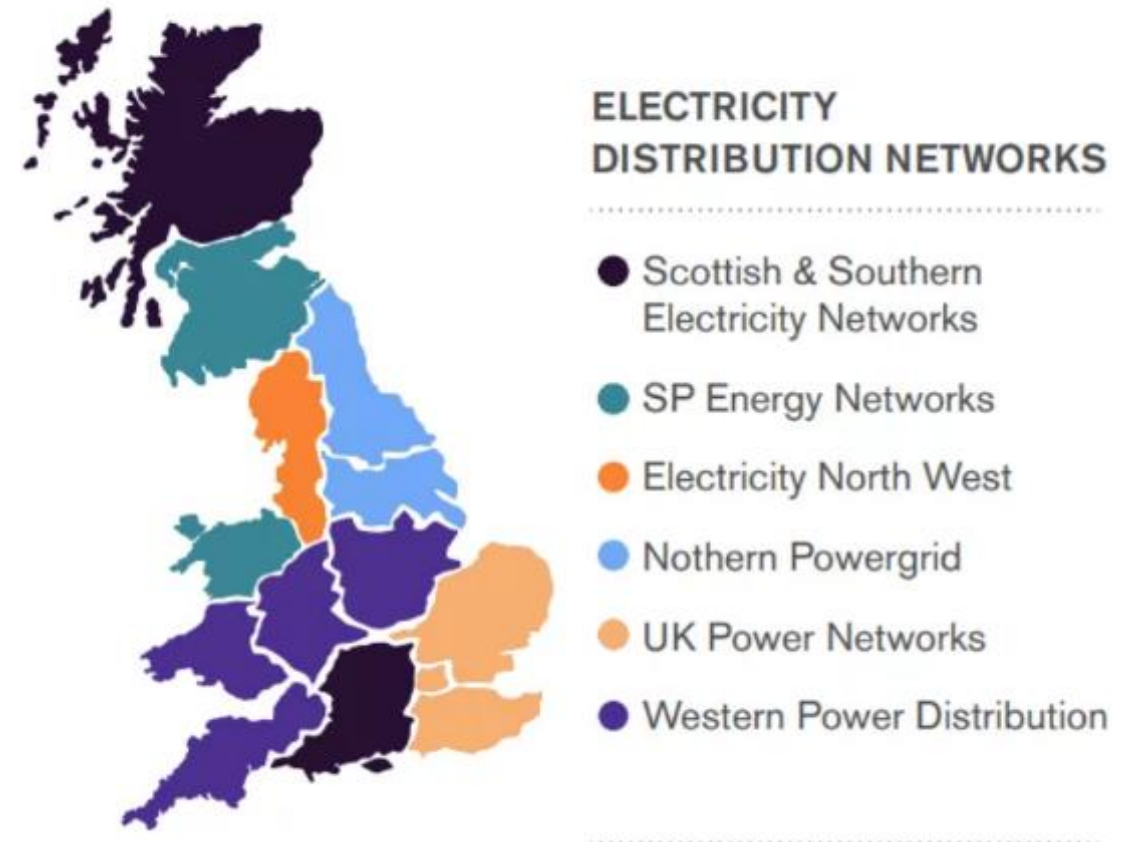 ELECTRICITY
DISTRIBUTION NETWORKS
Scottish & Southern
Electricity Networks
SP Energy Networks
Electricity North West
Nothern Powergrid
UK Power Networks
Western Power Distribution